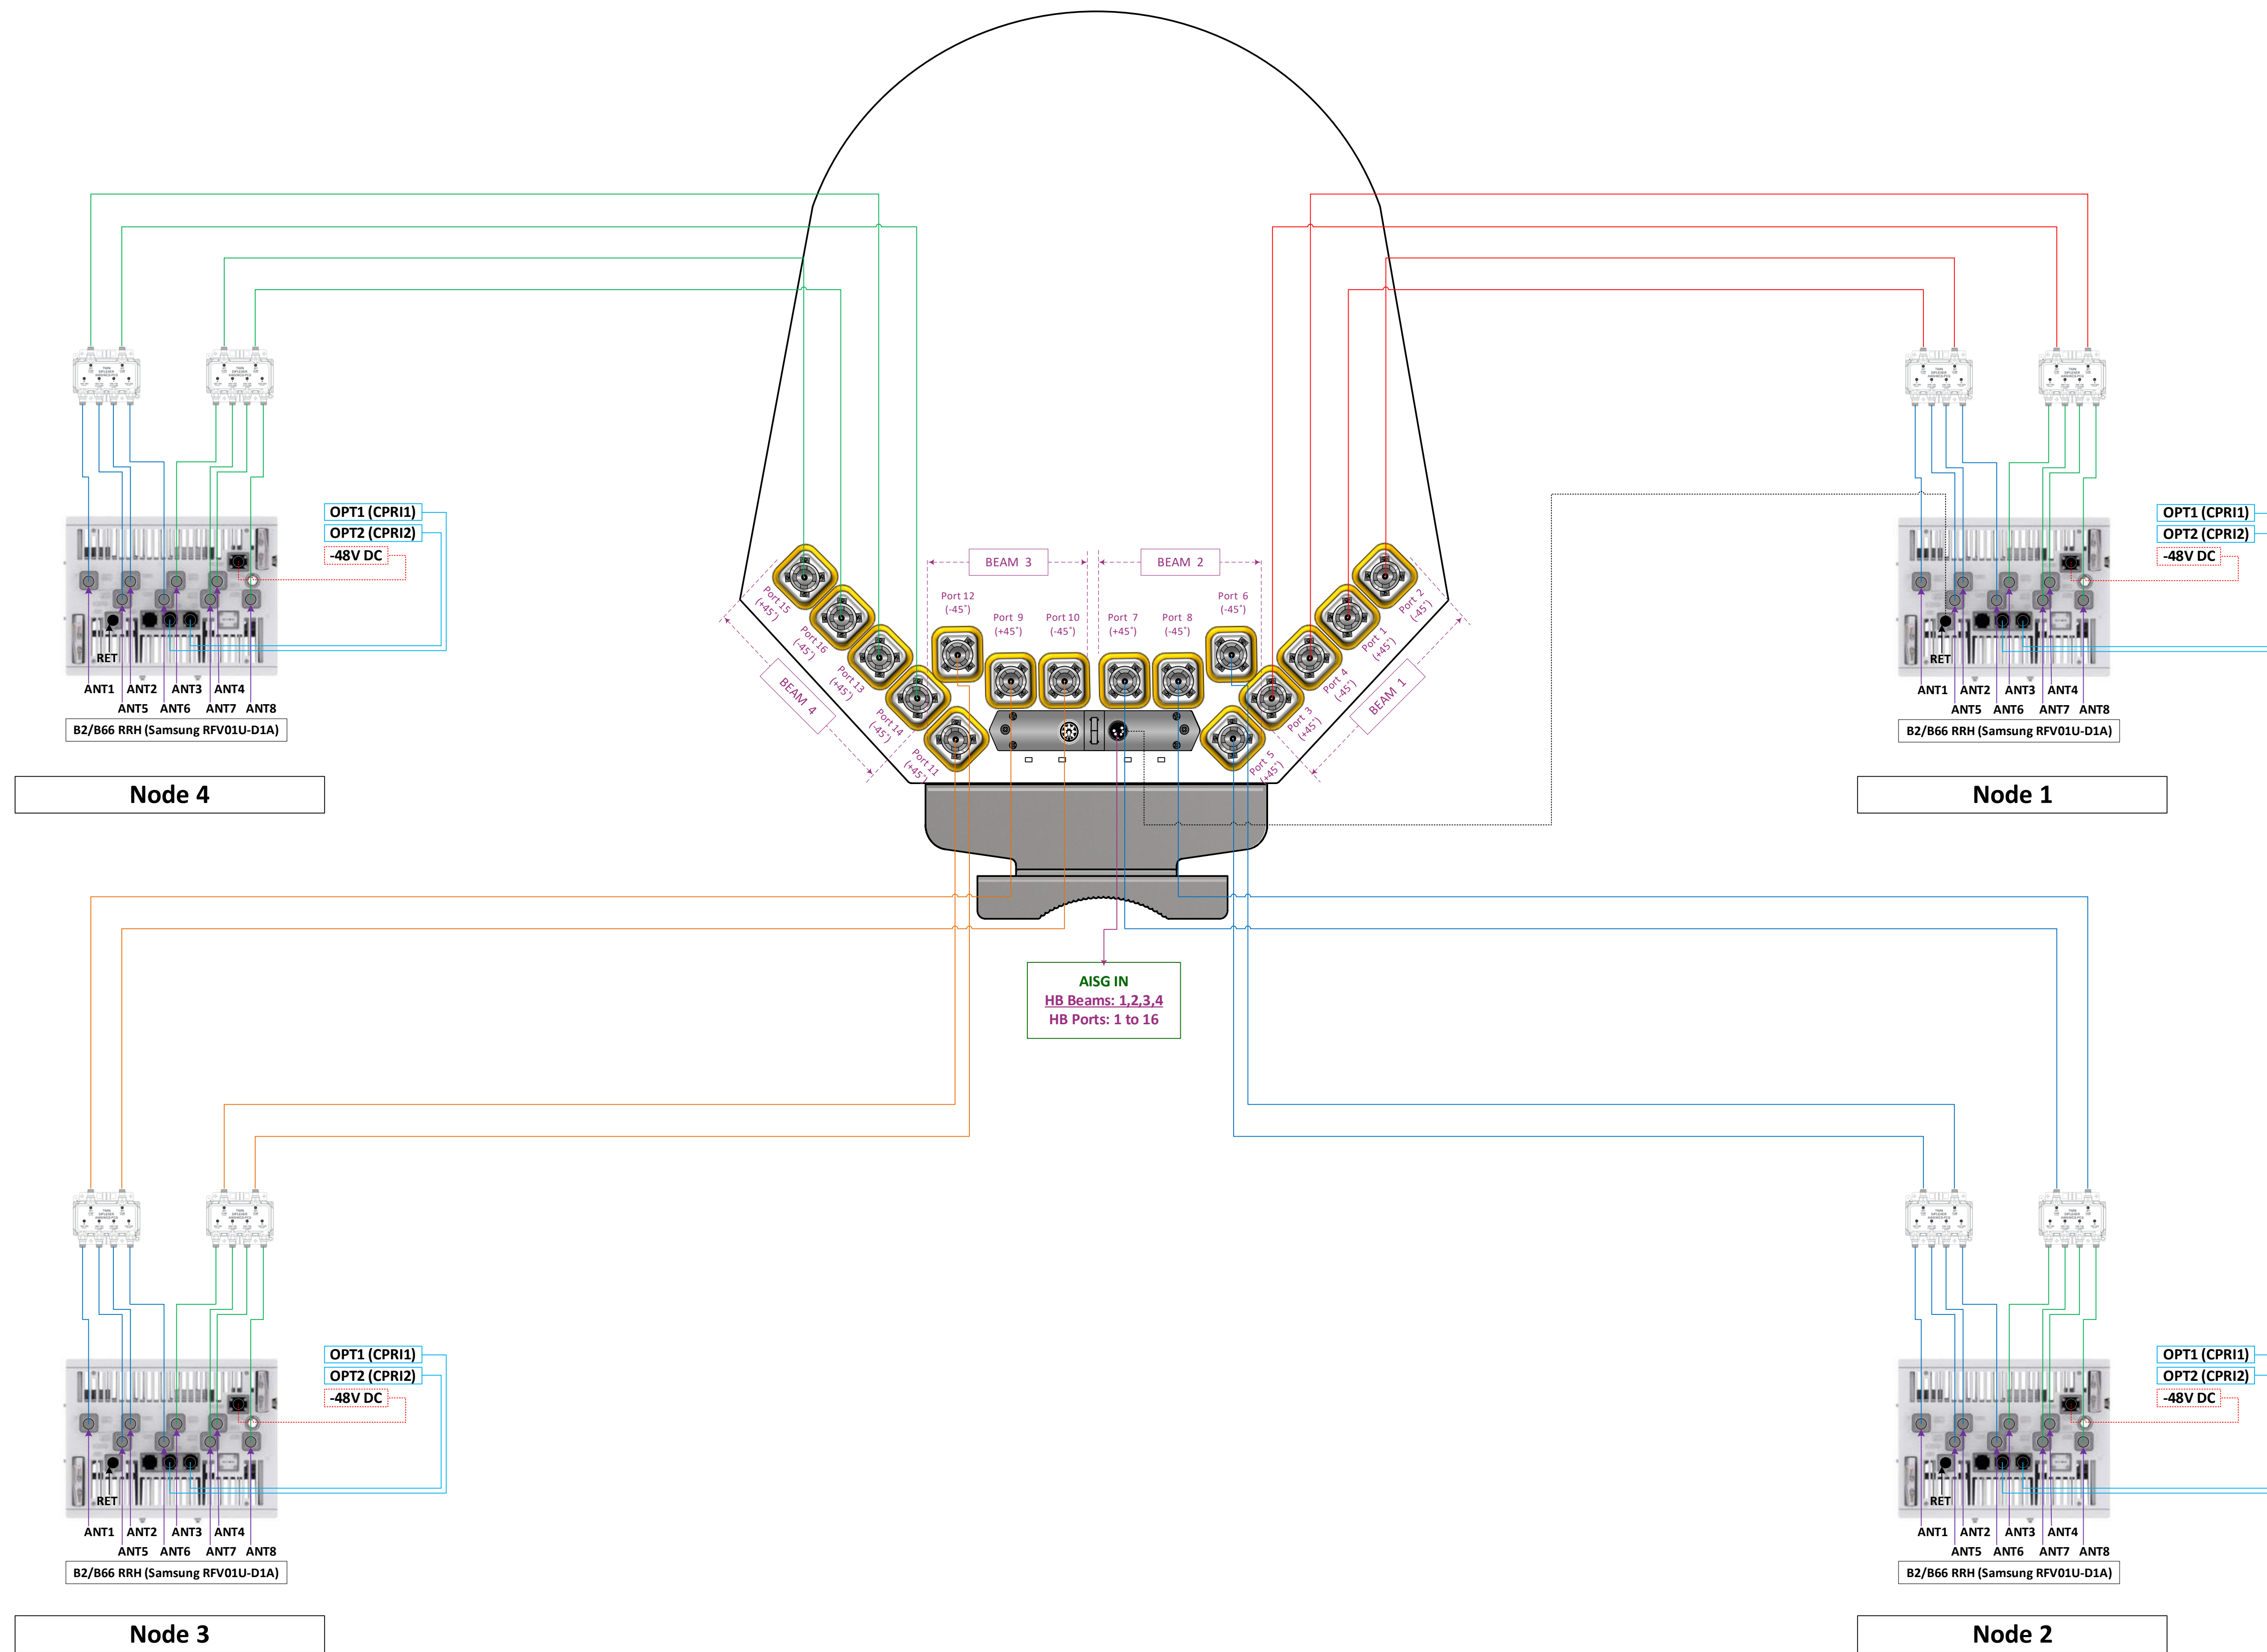 OPT1 (CPRI1)
OPT2 (CPRI2)
-48V DC
RET
ANT1
ANT2
ANT3
ANT4
ANT5
ANT6
ANT7
ANT8
B2/B66 RRH (Samsung RFV01U-D1A)
Node 4
BEAM 3
BEAM 2
Port 12
(-45°)
Port 9
(+45°)
Port 10
(-45°)
Port 7
(+45°)
Port 8
(-45°)
Port 6
(-45°)
Port 15
(+45°)
Port 16
(-45°)
Port 13
(+45°)
Port 14
(-45°)
Port 11
(+45°)
BEAM 4
Port 2
(-45°)
Port 1
(+45°)
Port 4
(-45°)
Port 3
(+45°)
Port 5
(+45°)
BEAM 1
OPT1 (CPRI1)
OPT2 (CPRI2)
-48V DC
RET
ANT1
ANT2
ANT3
ANT4
ANT5
ANT6
ANT7
ANT8
B2/B66 RRH (Samsung RFV01U-D1A)
Node 1
AISG IN
HB Beams: 1,2,3,4
HB Ports: 1 to 16
OPT1 (CPRI1)
OPT2 (CPRI2)
-48V DC
RET
ANT1
ANT2
ANT3
ANT4
ANT5
ANT6
ANT7
ANT8
B2/B66 RRH (Samsung RFV01U-D1A)
Node 3
OPT1 (CPRI1)
OPT2 (CPRI2)
-48V DC
RET
ANT1
ANT2
ANT3
ANT4
ANT5
ANT6
ANT7
ANT8
B2/B66 RRH (Samsung RFV01U-D1A)
Node 2